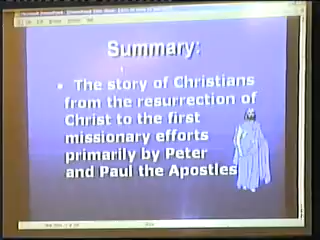 Summary:
• The story of Christians
from the resurrection of
Christ to the first
missionary efforts
primarily by Peter
and Paul the Apostles